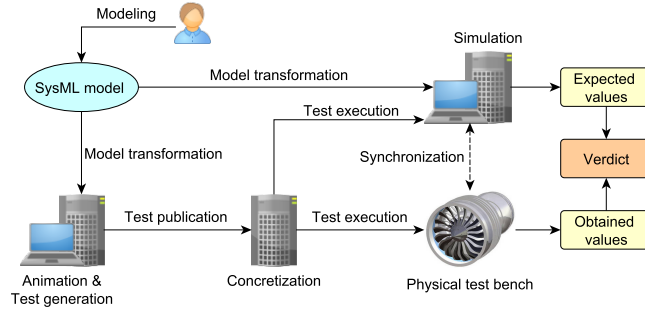 Modeling
Simulation
SysML model
Model transformation
Expected
values
Test execution
Model transformation
Synchronization
Verdict
Test publication
Test execution
Obtained
values
Animation &
Test generation
Concretization
Physical test bench